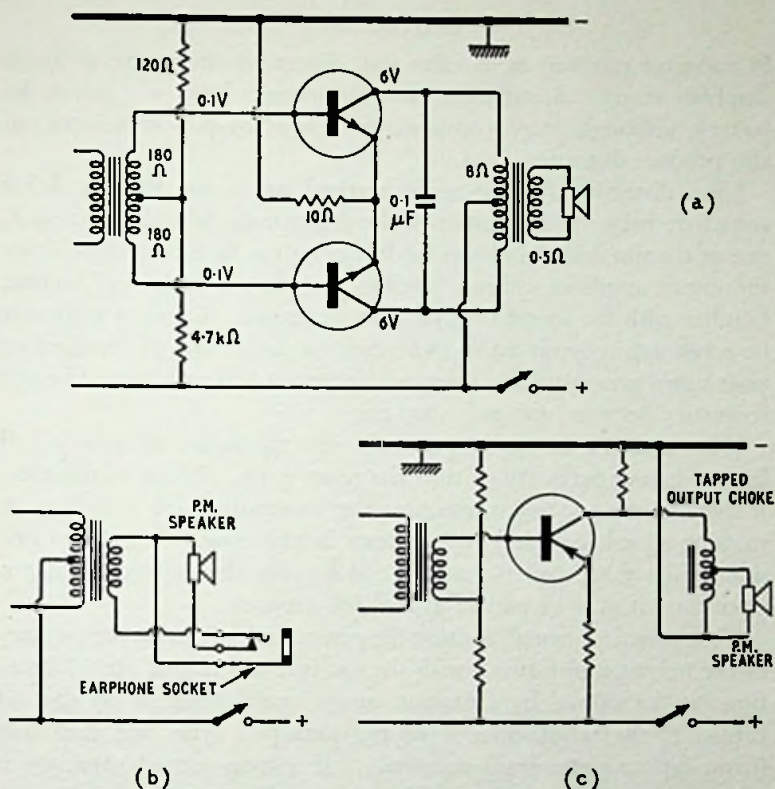 −
120Ω
0·1V
6V
180
Ω
180
Ω
10Ω
0·1
μF
8Ω
0·5Ω
(a)
0·1V
6V
4·7kΩ
+
P.M.
SPEAKER
EARPHONE SOCKET
+
(b)
−
TAPPED
OUTPUT CHOKE
P.M.
SPEAKER
+
(c)